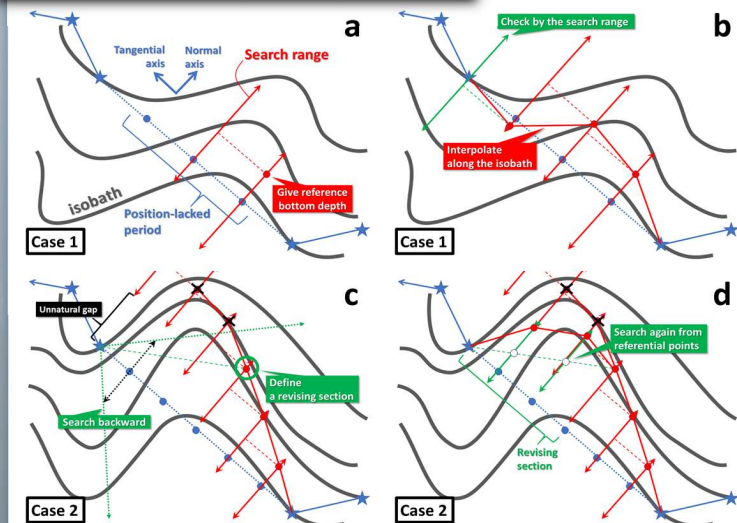 a
Tangential
axis
Normal
axis
Search range
isobath
Position-lacked
period
Give reference
bottom depth
Case 1
b
Check by the search range
Interpolate
along the isobath
Case 1
c
Unnatural gap
Search backward
Define
a revising section
Case 2
d
Search again from
referential points
Revising
section
Case 2